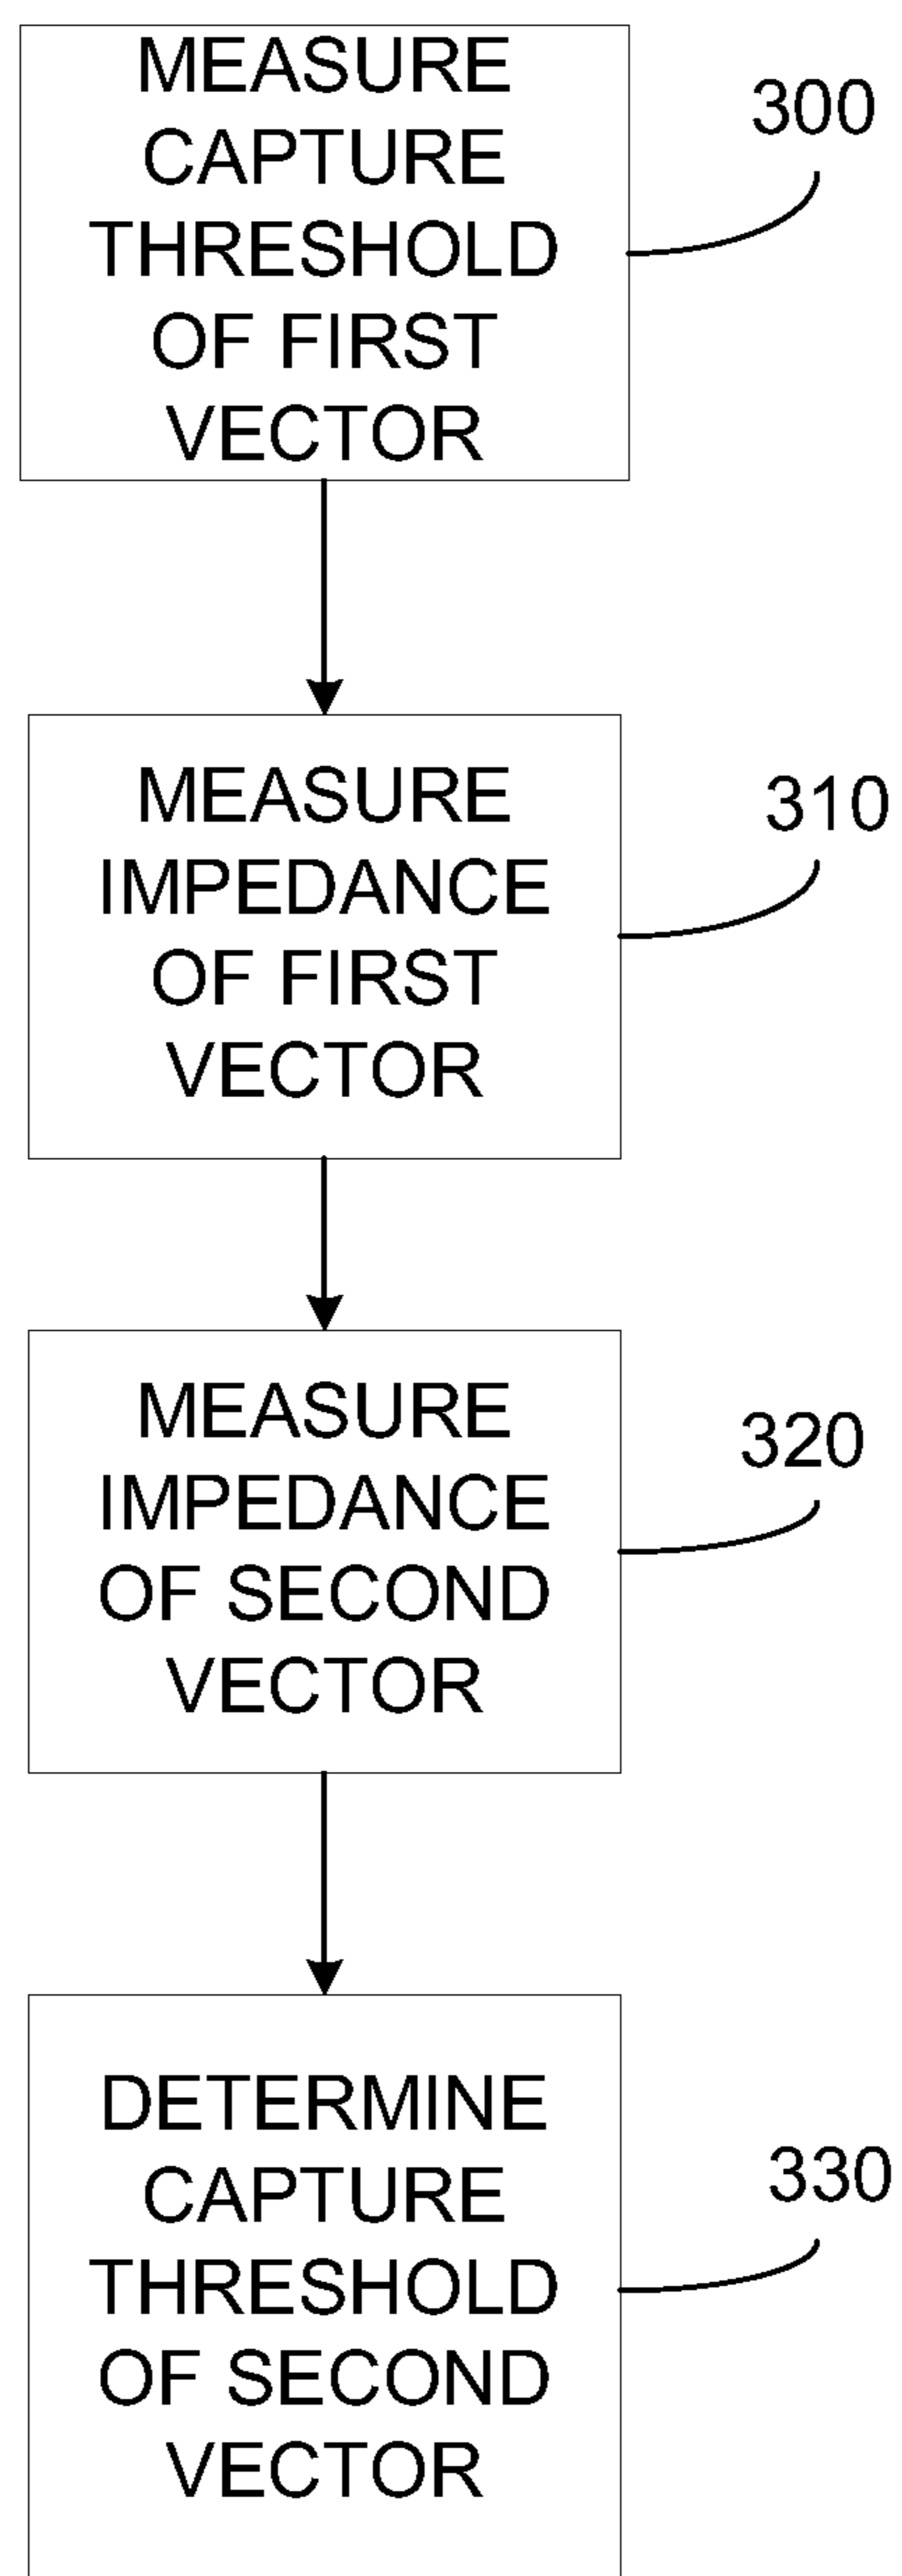 MEASURE
CAPTURE
THRESHOLD
OF FIRST
VECTOR
300
MEASURE
IMPEDANCE
OF FIRST
VECTOR
310
MEASURE
IMPEDANCE
OF SECOND
VECTOR
320
DETERMINE
CAPTURE
THRESHOLD
OF SECOND
VECTOR
330